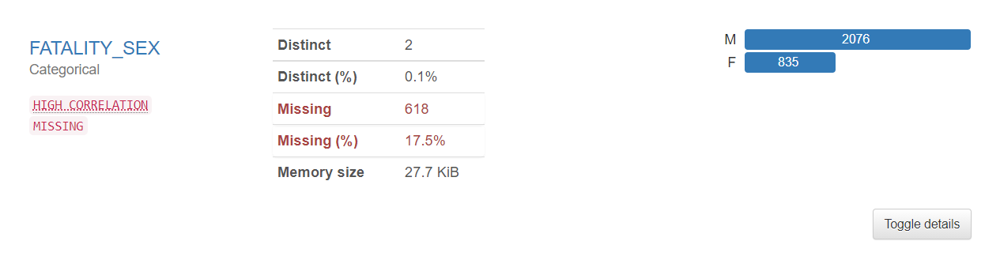 FATALITY_SEX
Categorical
HIGH CORRELATION
MISSING
Distinct 2
Distinct (%) 0.1%
Missing 618
Missing (%) 17.5%
Memory size 27.7 KiB
M 2076
F 835
Toggle details